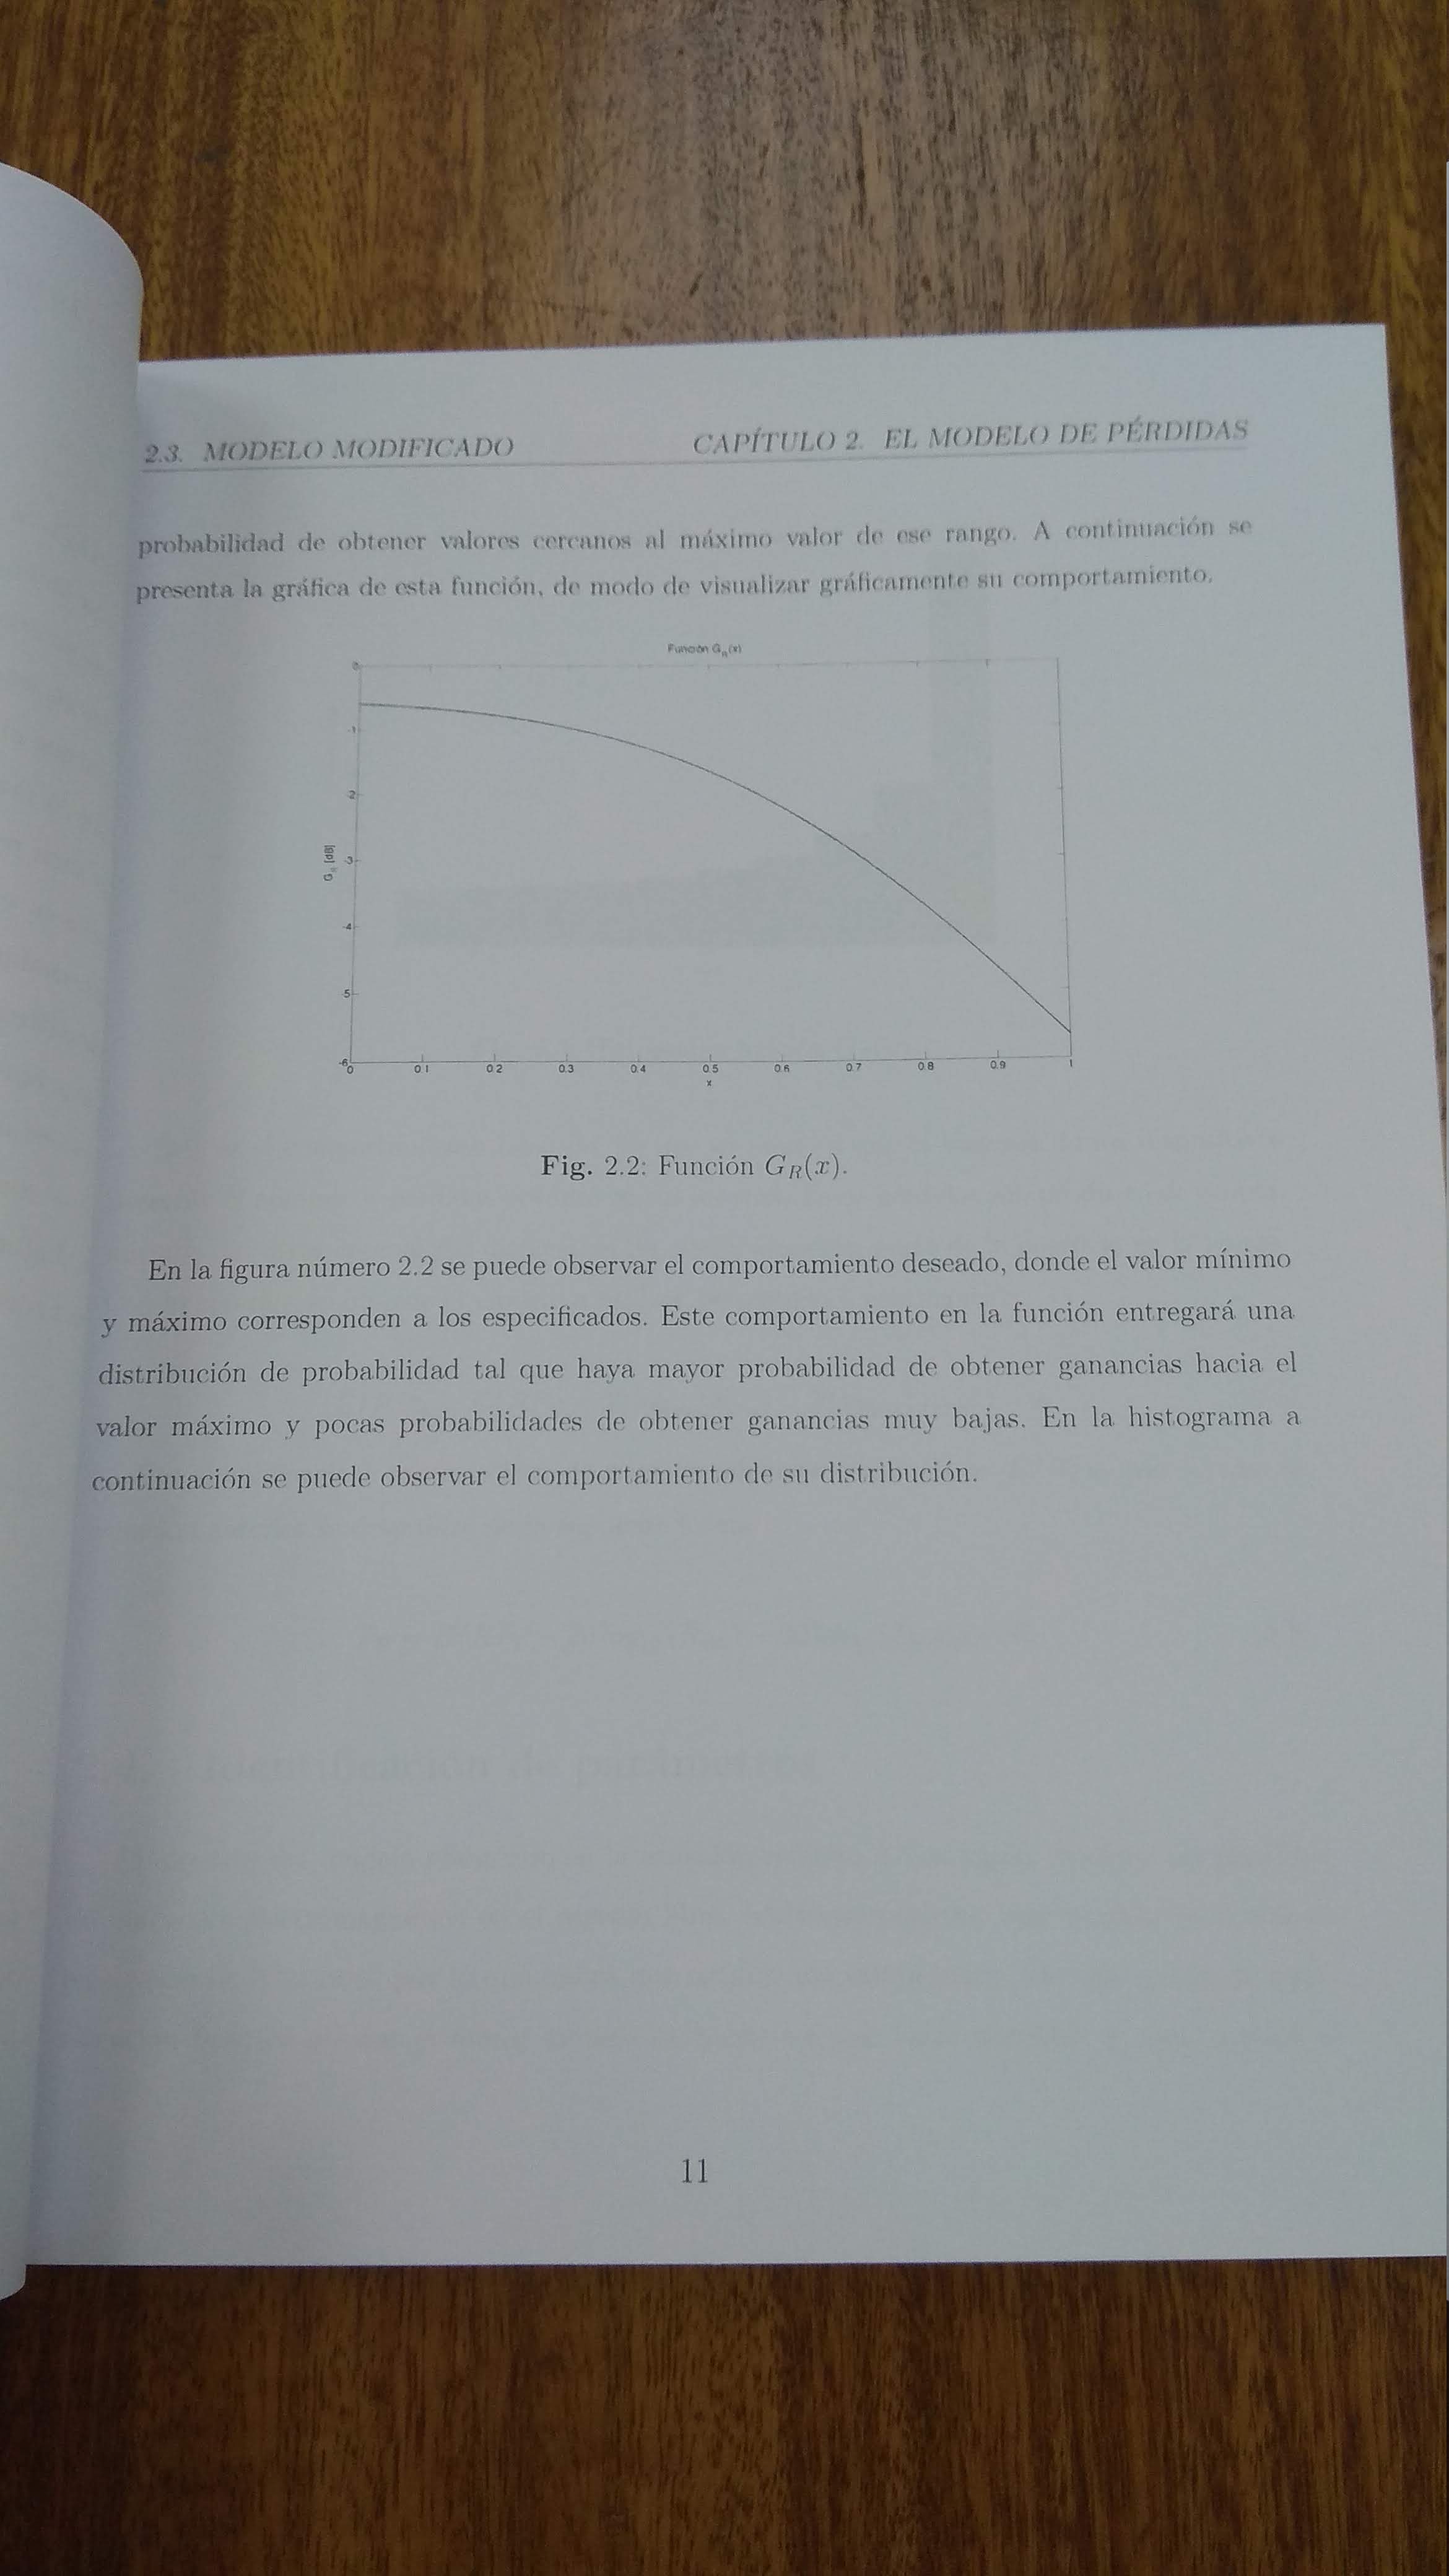 2.3. MODELO MODIFICADO CAPÍTULO 2. EL MODELO DE PÉRDIDAS
probabilidad de obtener valores cercanos al máximo valor de ese rango. A continuación se
presenta la gráfica de esta función, de modo de visualizar gráficamente su comportamiento.
Función G_R(x)
0
-1
-2
-3
-4
-5
-6
G_R [dB]
0 0.1 0.2 0.3 0.4 0.5 0.6 0.7 0.8 0.9 1
x
Fig. 2.2: Función G_R(x).
En la figura número 2.2 se puede observar el comportamiento deseado, donde el valor mínimo
y máximo corresponden a los especificados. Este comportamiento en la función entregará una
distribución de probabilidad tal que haya mayor probabilidad de obtener ganancias hacia el
valor máximo y pocas probabilidades de obtener ganancias muy bajas. En la histograma a
continuación se puede observar el comportamiento de su distribución.
11